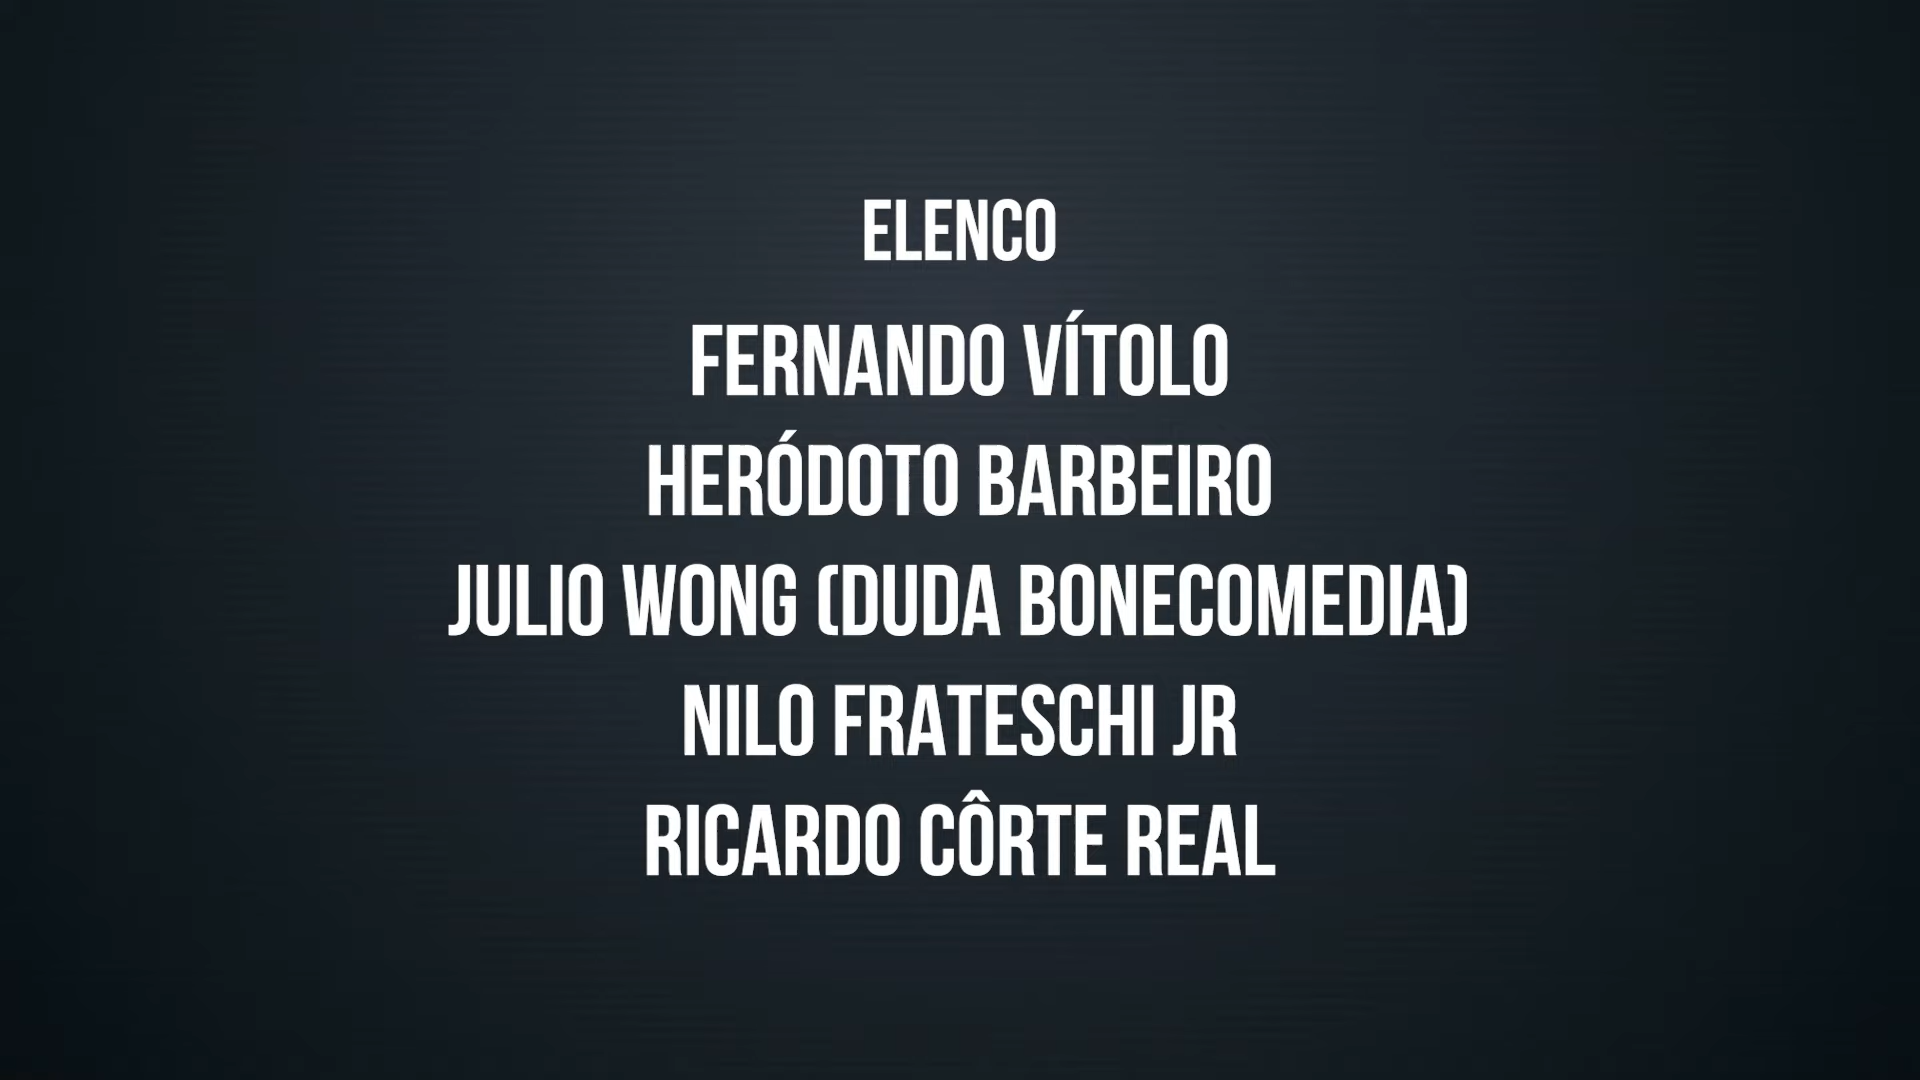 ELENCO
FERNANDO VÍTOLO
HERÓDOTO BARBEIRO
JULIO WONG (DUDA BONECOMEDIA)
NILO FRATESCHI JR
RICARDO CÔRTE REAL